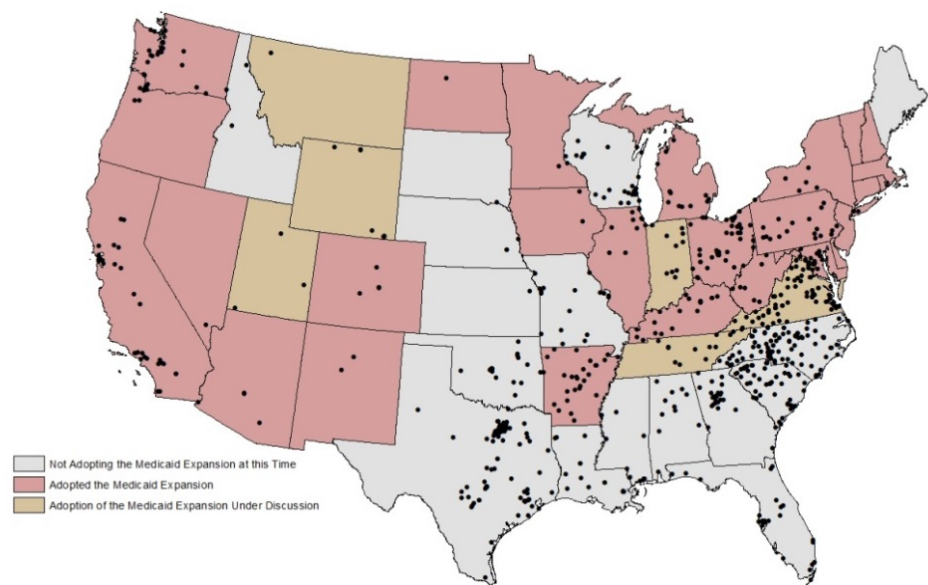 Not Adopting the Medicaid Expansion at this Time
Adopted the Medicaid Expansion
Adoption of the Medicaid Expansion Under Discussion